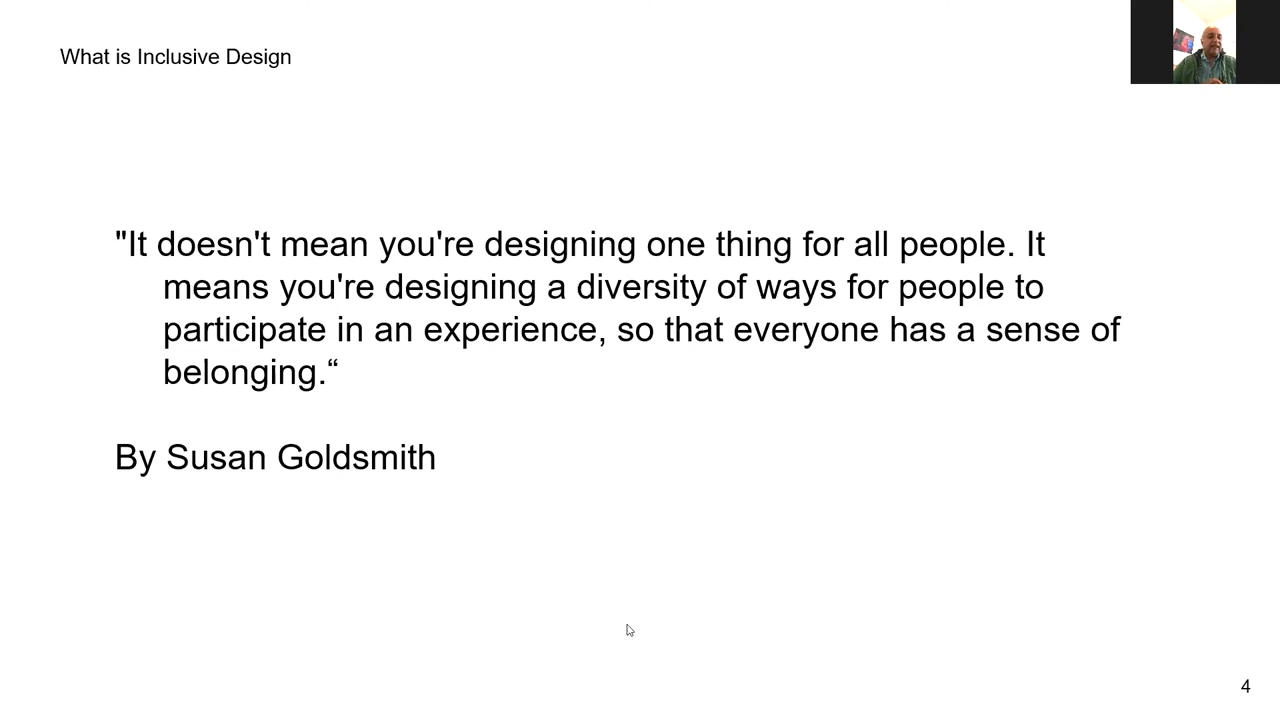 What is Inclusive Design
"It doesn't mean you're designing one thing for all people. It
means you're designing a diversity of ways for people to
participate in an experience, so that everyone has a sense of
belonging.“
By Susan Goldsmith
4